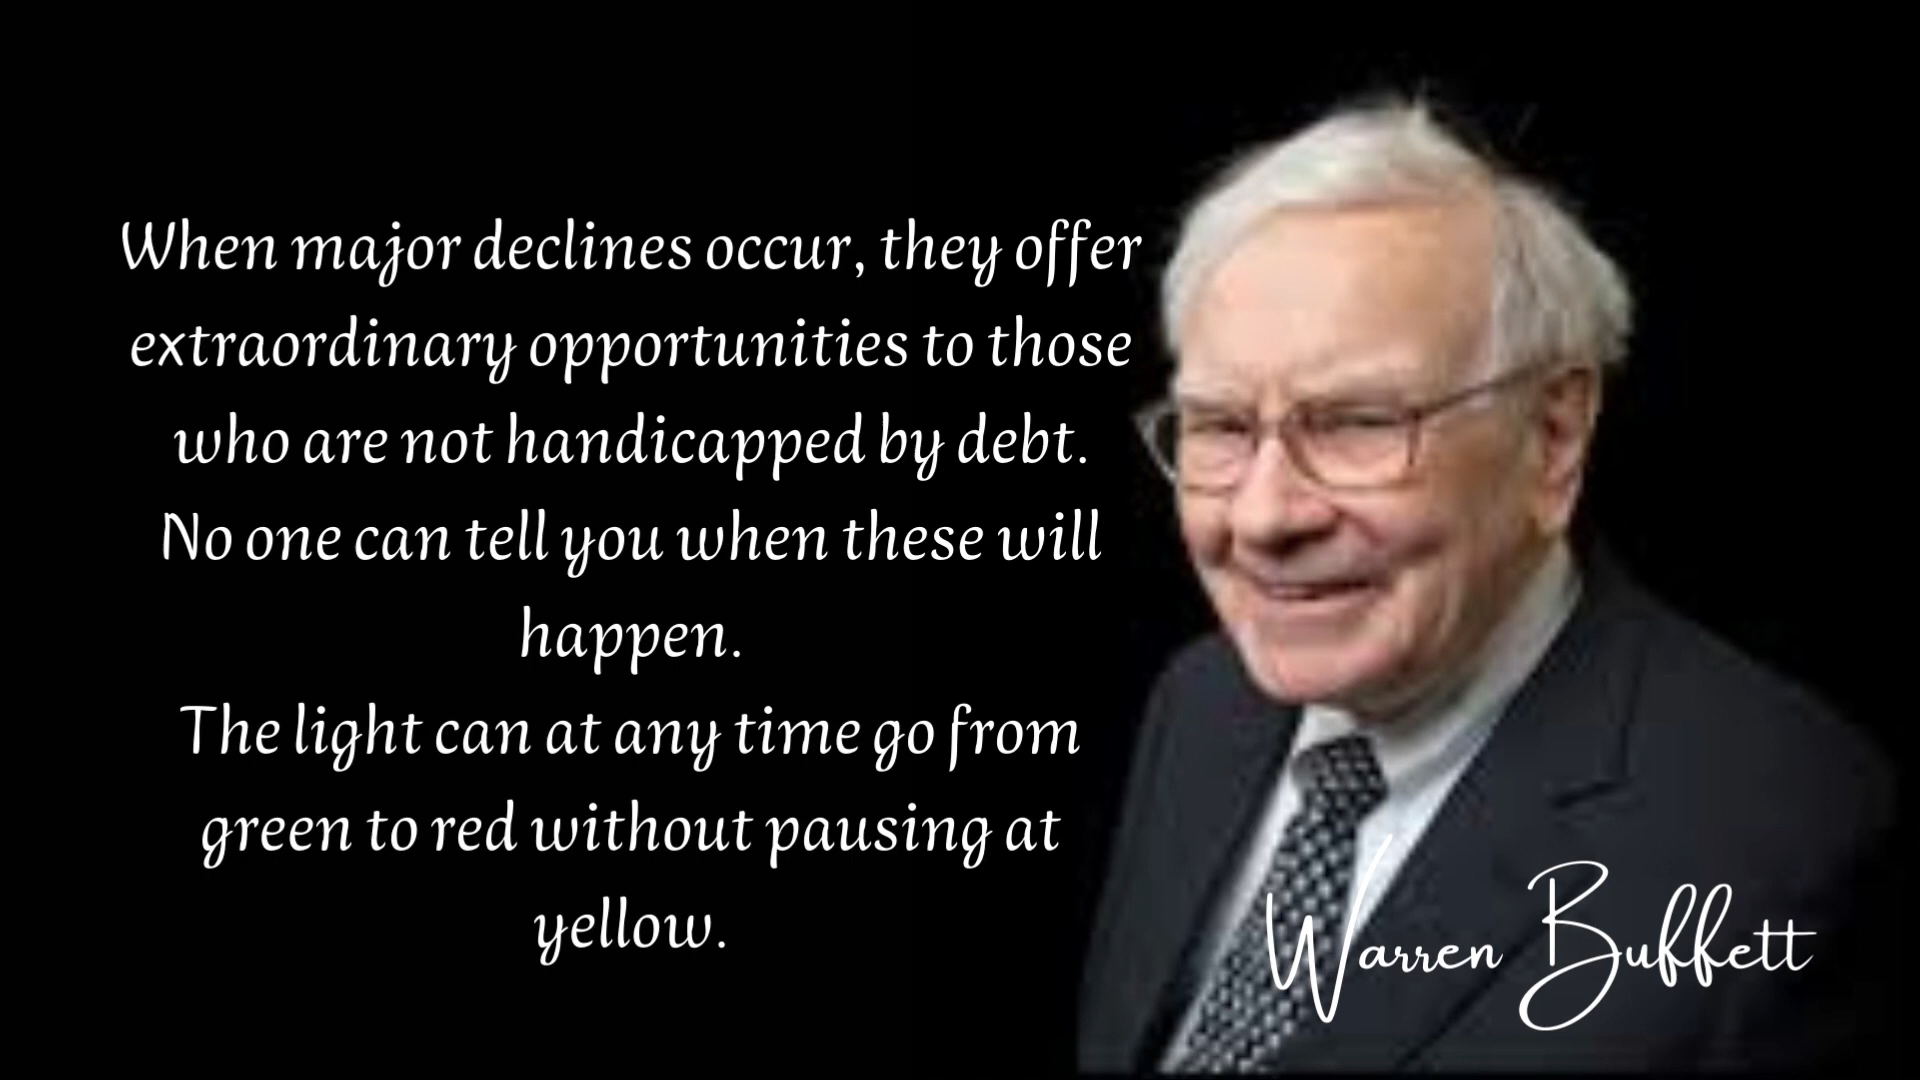 When major declines occur, they offer
extraordinary opportunities to those
who are not handicapped by debt.
No one can tell you when these will
happen.
The light can at any time go from
green to red without pausing at
yellow.
Warren Buffett